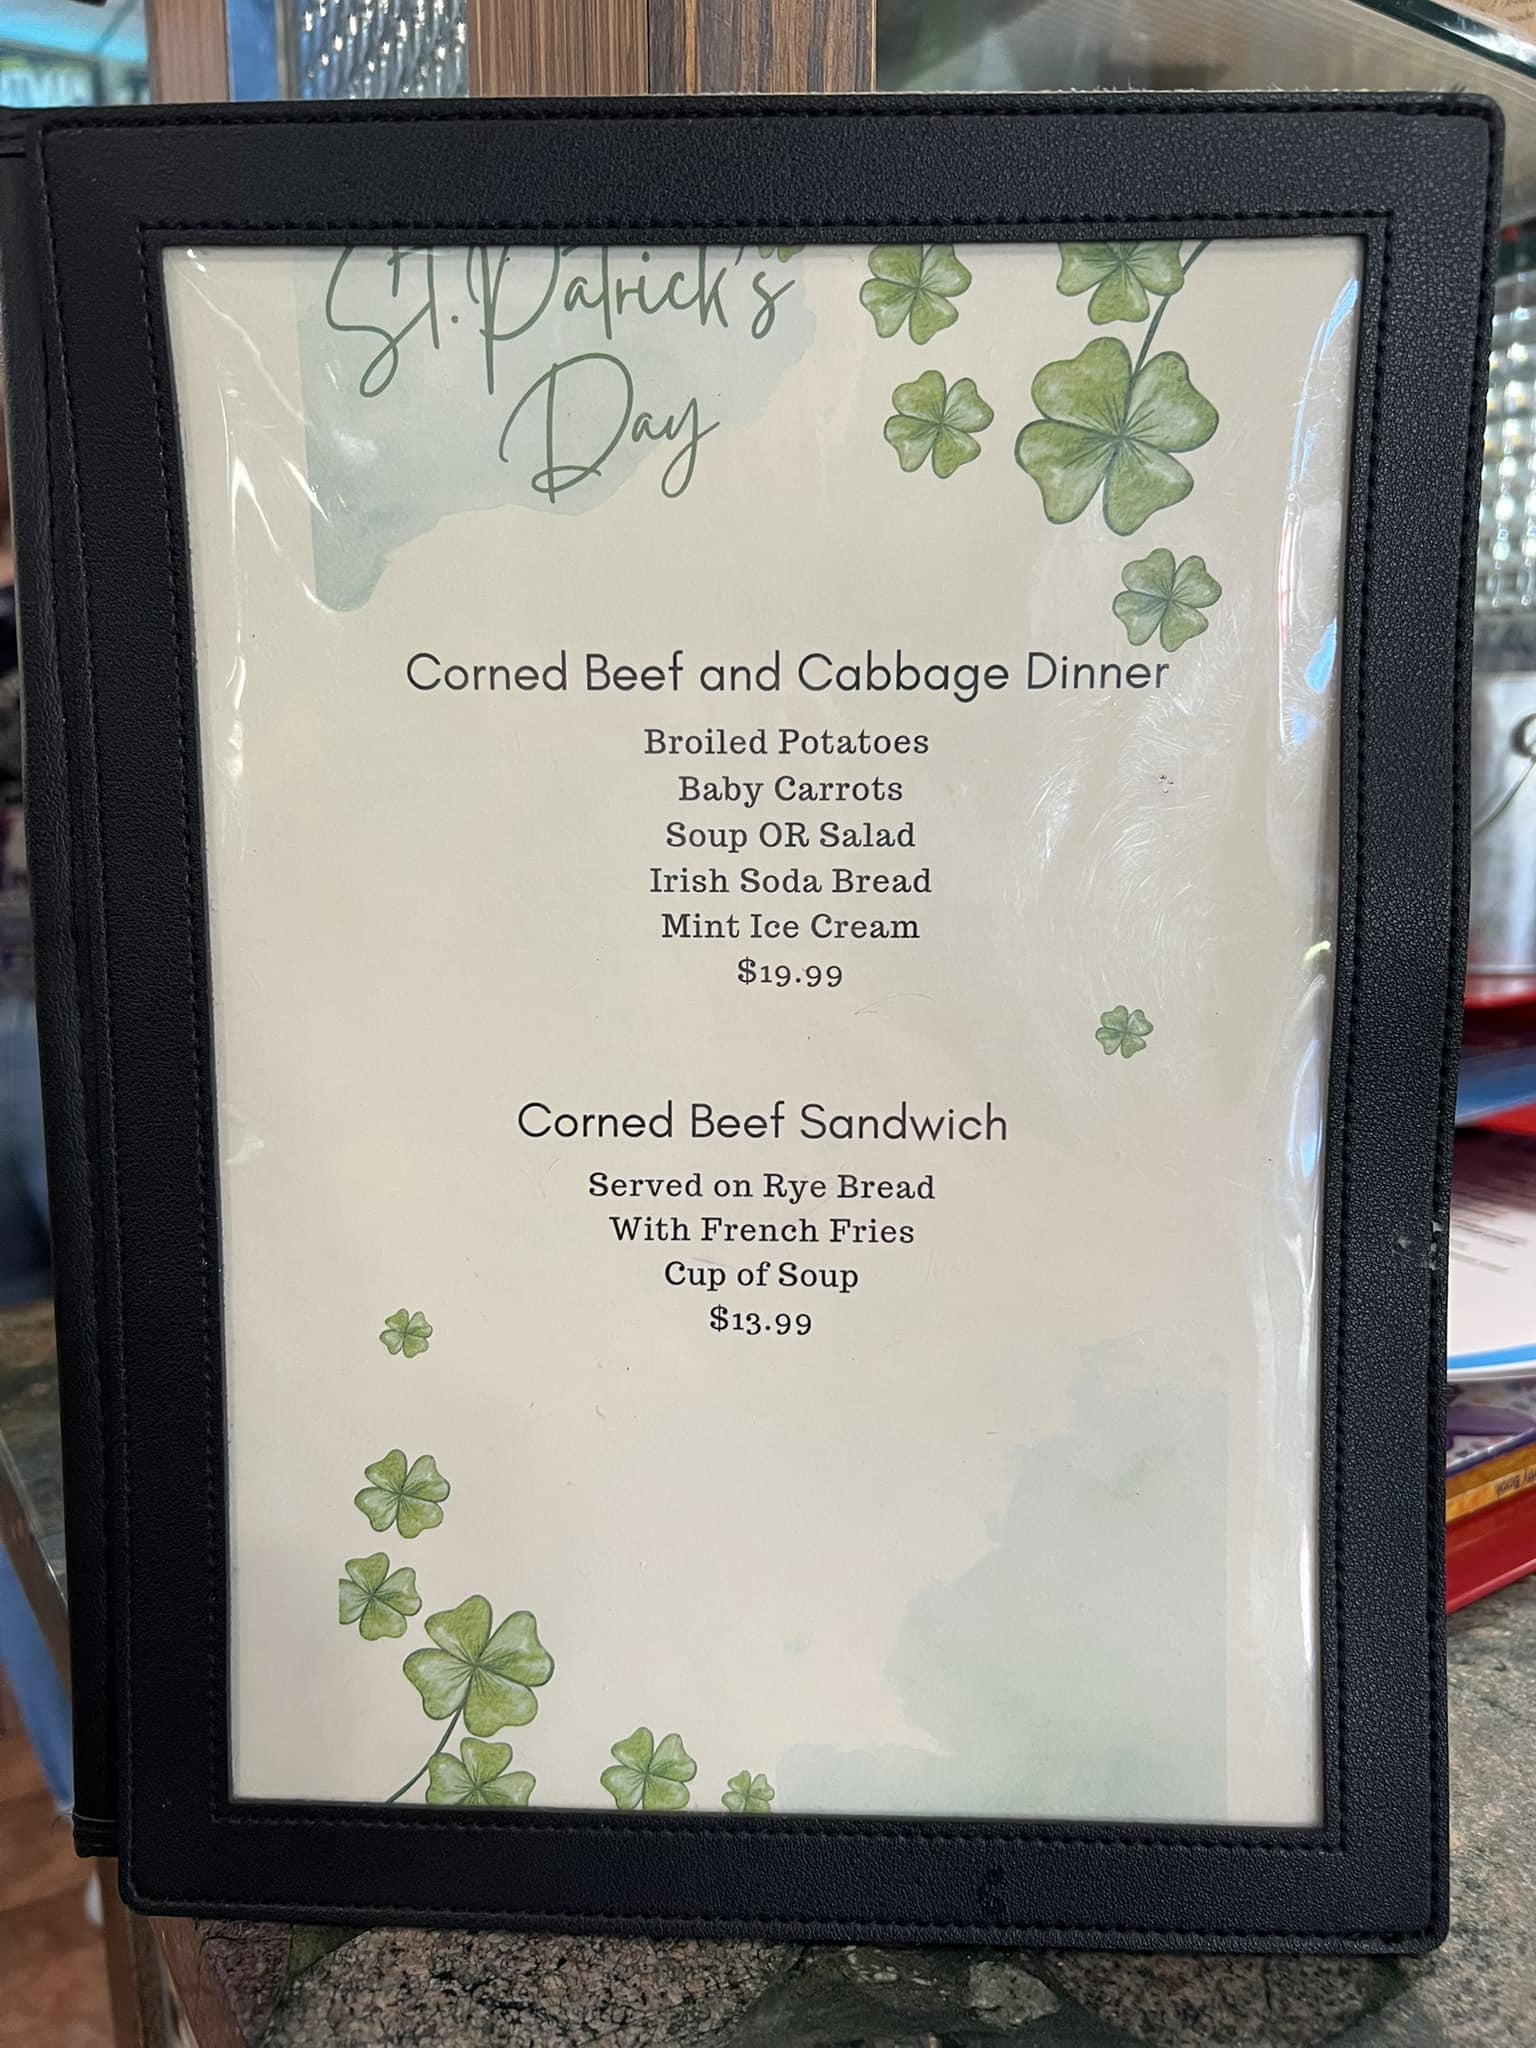 St. Patrick's
Day
Corned Beef and Cabbage Dinner
Broiled Potatoes
Baby Carrots
Soup OR Salad
Irish Soda Bread
Mint Ice Cream
$19.99
Corned Beef Sandwich
Served on Rye Bread
With French Fries
Cup of Soup
$13.99